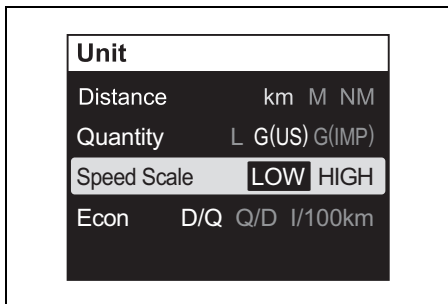 Unit
Distance km M NM
Quantity L G(US) G(IMP)
Speed Scale LOW HIGH
Econ D/Q Q/D l/100km